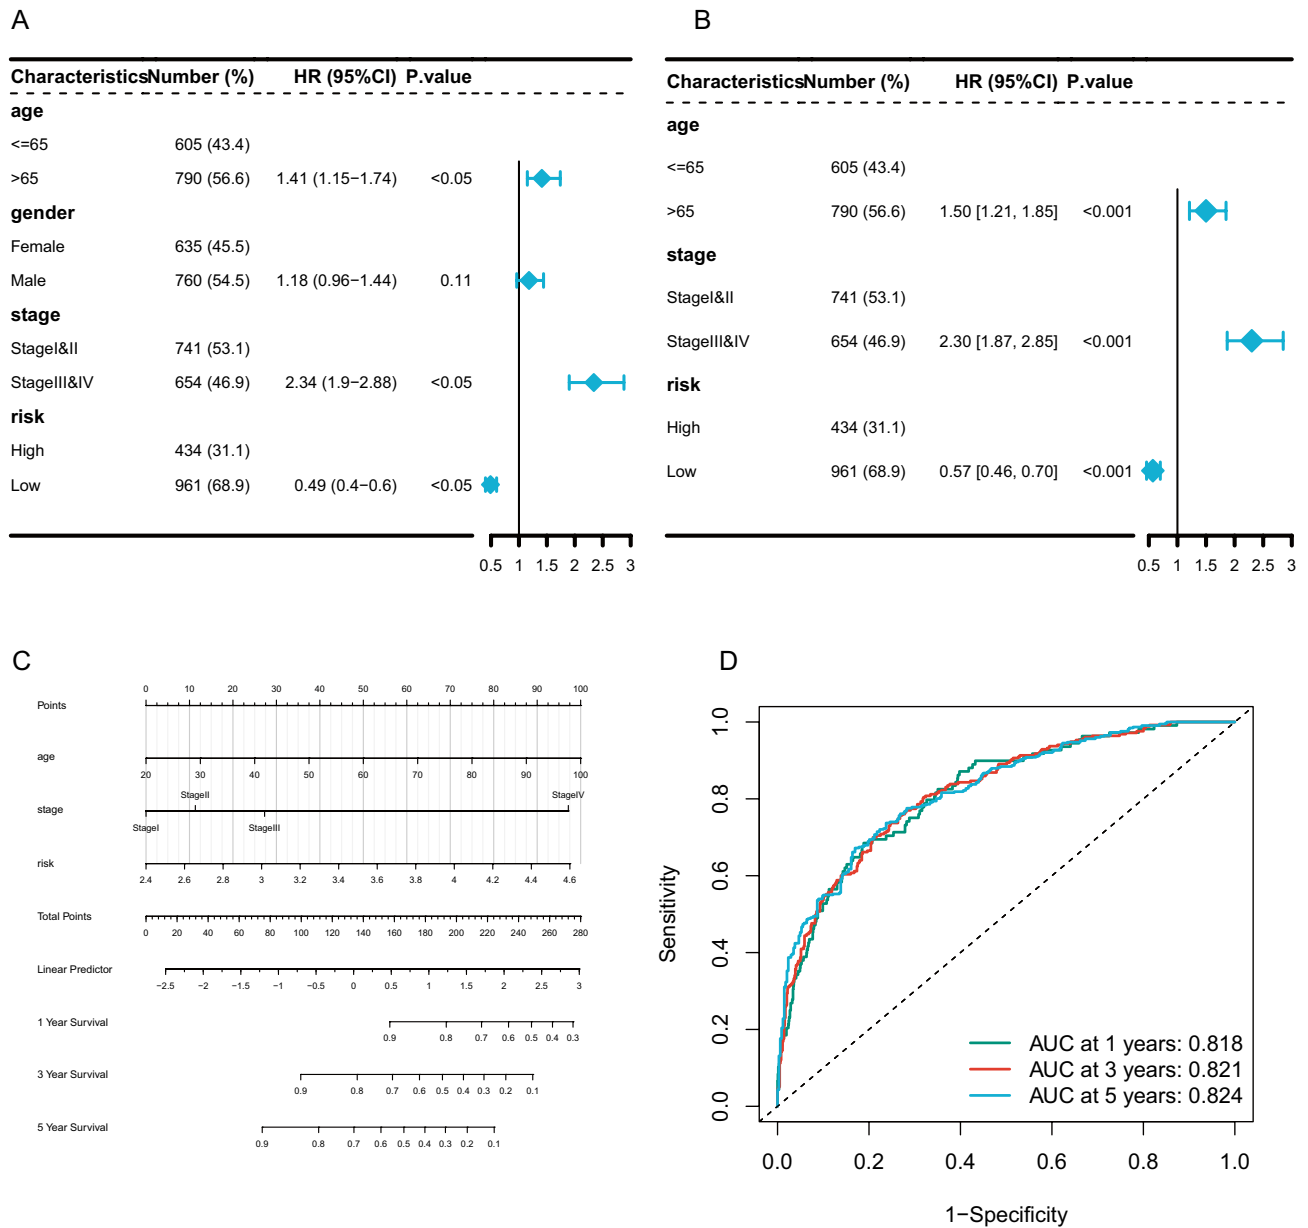 A
Characteristics Number (%) HR (95%CI) P.value
age
<=65 605 (43.4)
>65 790 (56.6) 1.41 (1.15−1.74) <0.05
gender
Female 635 (45.5)
Male 760 (54.5) 1.18 (0.96−1.44) 0.11
stage
StageI&II 741 (53.1)
StageIII&IV 654 (46.9) 2.34 (1.9−2.88) <0.05
risk
High 434 (31.1)
Low 961 (68.9) 0.49 (0.4−0.6) <0.05
0.5 1 1.5 2 2.5 3
B
Characteristics Number (%) HR (95%CI) P.value
age
<=65 605 (43.4)
>65 790 (56.6) 1.50 [1.21, 1.85] <0.001
stage
StageI&II 741 (53.1)
StageIII&IV 654 (46.9) 2.30 [1.87, 2.85] <0.001
risk
High 434 (31.1)
Low 961 (68.9) 0.57 [0.46, 0.70] <0.001
0.5 1 1.5 2 2.5 3
C
0 10 20 30 40 50 60 70 80 90 100
Points
age
20 30 40 50 60 70 80 90 100
StageII StageIV
stage
StageI StageIII
risk
2.4 2.6 2.8 3 3.2 3.4 3.6 3.8 4 4.2 4.4 4.6
Total Points
0 20 40 60 80 100 120 140 160 180 200 220 240 260 280
Linear Predictor
−2.5 −2 −1.5 −1 −0.5 0 0.5 1 1.5 2 2.5 3
1 Year Survival
0.9 0.8 0.7 0.6 0.5 0.4 0.3
3 Year Survival
0.9 0.8 0.7 0.6 0.5 0.4 0.3 0.2 0.1
5 Year Survival
0.9 0.8 0.7 0.6 0.5 0.4 0.3 0.2 0.1
D
Sensitivity
1.0
0.8
0.6
0.4
0.2
0.0
AUC at 1 years: 0.818
AUC at 3 years: 0.821
AUC at 5 years: 0.824
0.0 0.2 0.4 0.6 0.8 1.0
1−Specificity